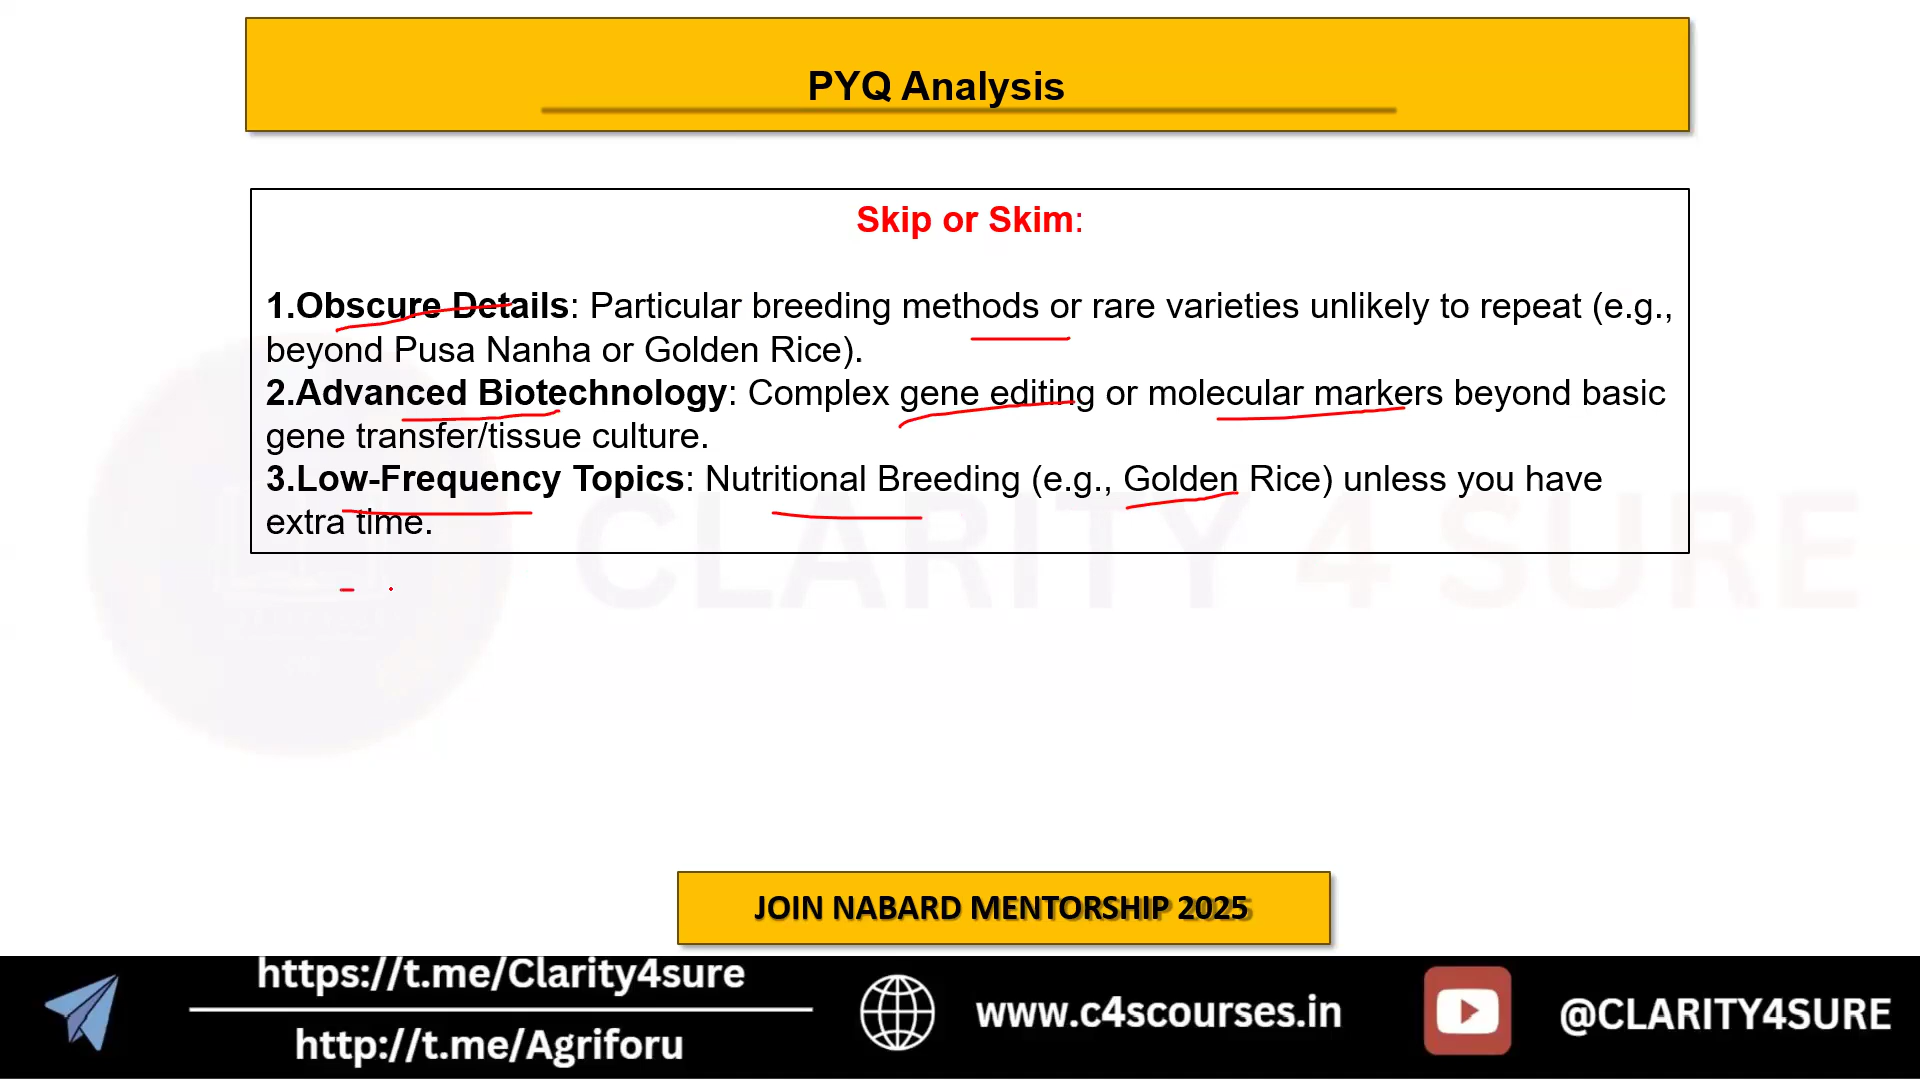 PYQ Analysis
Skip or Skim:
1.Obscure Details: Particular breeding methods or rare varieties unlikely to repeat (e.g.,
beyond Pusa Nanha or Golden Rice).
2.Advanced Biotechnology: Complex gene editing or molecular markers beyond basic
gene transfer/tissue culture.
3.Low-Frequency Topics: Nutritional Breeding (e.g., Golden Rice) unless you have
extra time.
CLARITY 4 SURE
JOIN NABARD MENTORSHIP 2025
https://t.me/Clarity4sure
http://t.me/Agriforu
www.c4scourses.in
@CLARITY4SURE